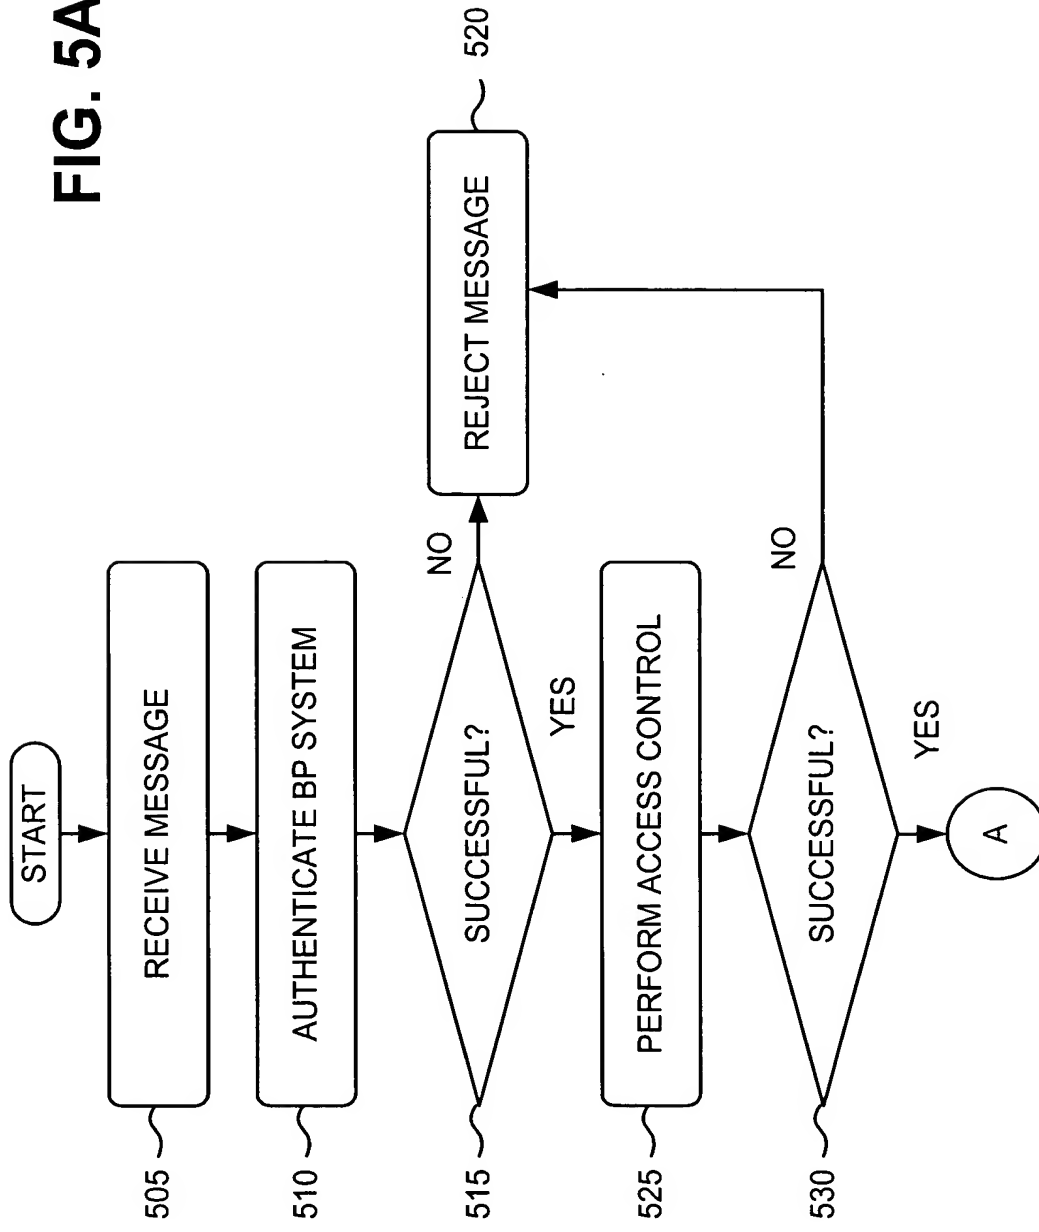 FIG. 5A
START
RECEIVE MESSAGE
505
AUTHENTICATE BP SYSTEM
510
SUCCESSFUL?
515
NO
REJECT MESSAGE
520
YES
PERFORM ACCESS CONTROL
525
SUCCESSFUL?
530
NO
YES
A